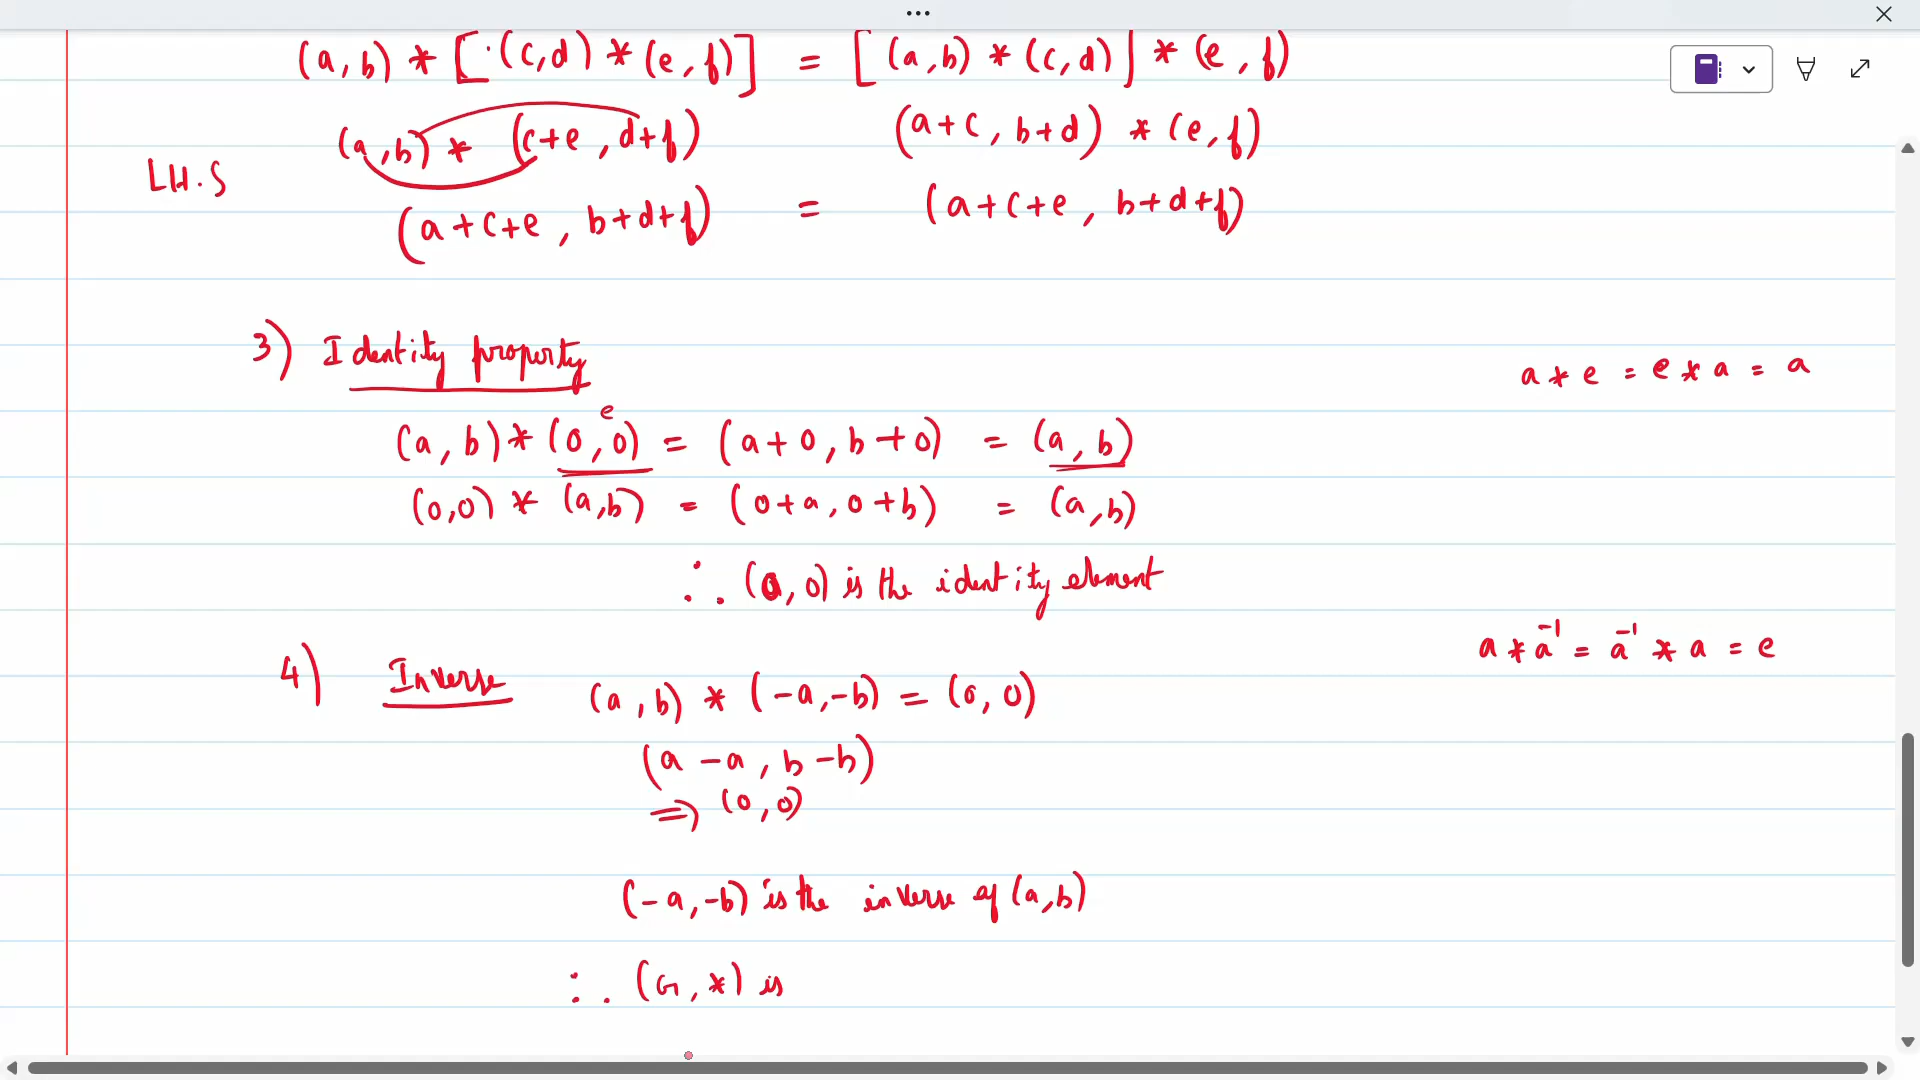 (a, b) * [(c,d) * (e, f)] = [(a,b) * (c,d)] * (e, f)
(a,b) * (c+e, d+f) (a+c, b+d) * (e,f)
LH.S
(a+c+e, b+d+f) = (a+c+e, b+d+f)
3) Identity property
a * e = e * a = a
e
(a, b) * (0,0) = (a+0, b+0) = (a, b)
(0,0) * (a,b) = (0+a, 0+b) = (a,b)
∴ (0,0) is the identity element
a * a⁻¹ = a⁻¹ * a = e
4) Inverse (a, b) * (-a,-b) = (0, 0)
(a -a, b -b)
⇒ (0,0)
(-a,-b) is the inverse of (a,b)
∴ (G, *) is